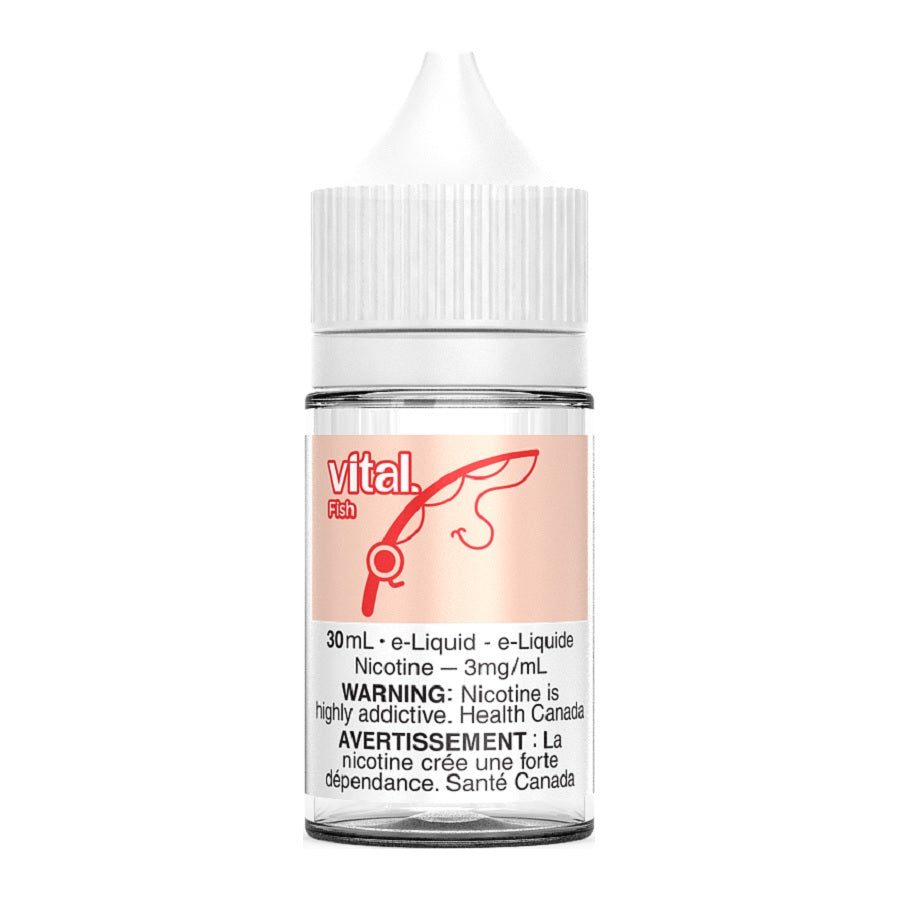 vital.
Fish
30mL • e-Liquid - e-Liquide
Nicotine — 3mg/mL
WARNING: Nicotine is
highly addictive. Health Canada
AVERTISSEMENT : La
nicotine crée une forte
dépendance. Santé Canada